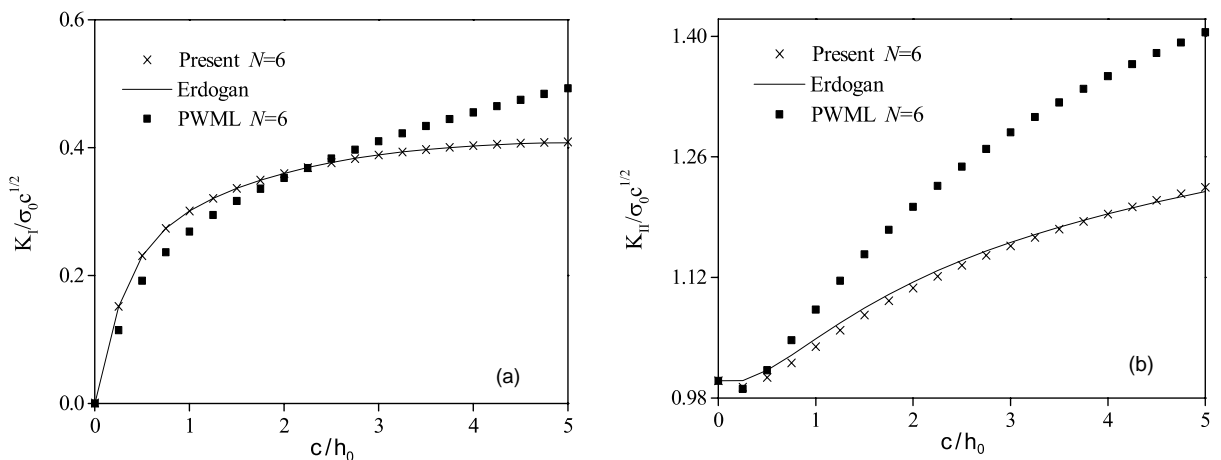 0.6
0.4
0.2
0.0
K_I/σ_0c^{1/2}
× Present N=6
— Erdogan
■ PWML N=6
(a)
0 1 2 3 4 5
c/h_0
1.40
1.26
1.12
0.98
K_{II}/σ_0c^{1/2}
× Present N=6
— Erdogan
■ PWML N=6
(b)
0 1 2 3 4 5
c/h_0